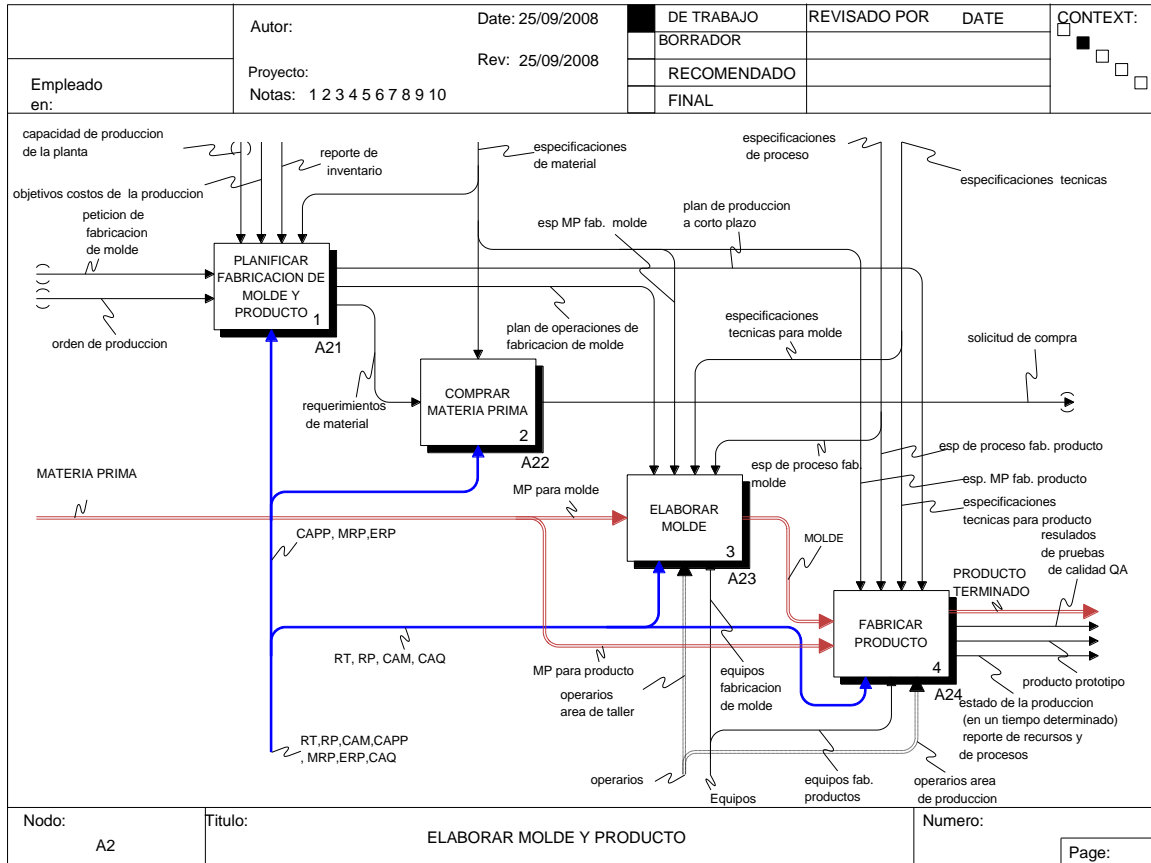 Autor:
Date: 25/09/2008
Rev: 25/09/2008
Proyecto:
Notas: 1 2 3 4 5 6 7 8 9 10
Empleado
en:
DE TRABAJO
BORRADOR
RECOMENDADO
FINAL
REVISADO POR
DATE
CONTEXT:
capacidad de produccion
de la planta
reporte de
inventario
especificaciones
de material
especificaciones
de proceso
especificaciones tecnicas
objetivos costos de la produccion
peticion de
fabricacion
de molde
esp MP fab. molde
plan de produccion
a corto plazo
PLANIFICAR
FABRICACION DE
MOLDE Y
PRODUCTO
1
A21
orden de produccion
plan de operaciones de
fabricacion de molde
especificaciones
tecnicas para molde
solicitud de compra
requerimientos
de material
COMPRAR
MATERIA PRIMA
2
A22
esp de proceso fab.
molde
esp de proceso fab. producto
esp. MP fab. producto
especificaciones
tecnicas para producto
MATERIA PRIMA
MP para molde
ELABORAR
MOLDE
3
A23
MOLDE
resulados
de pruebas
de calidad QA
PRODUCTO
TERMINADO
CAPP, MRP,ERP
FABRICAR
PRODUCTO
4
A24
RT, RP, CAM, CAQ
MP para producto
operarios
area de taller
equipos
fabricacion
de molde
producto prototipo
estado de la produccion
(en un tiempo determinado)
reporte de recursos y
de procesos
RT,RP,CAM,CAPP
, MRP,ERP,CAQ
operarios
Equipos
equipos fab.
productos
operarios area
de produccion
Nodo:
A2
Titulo:
ELABORAR MOLDE Y PRODUCTO
Numero:
Page: